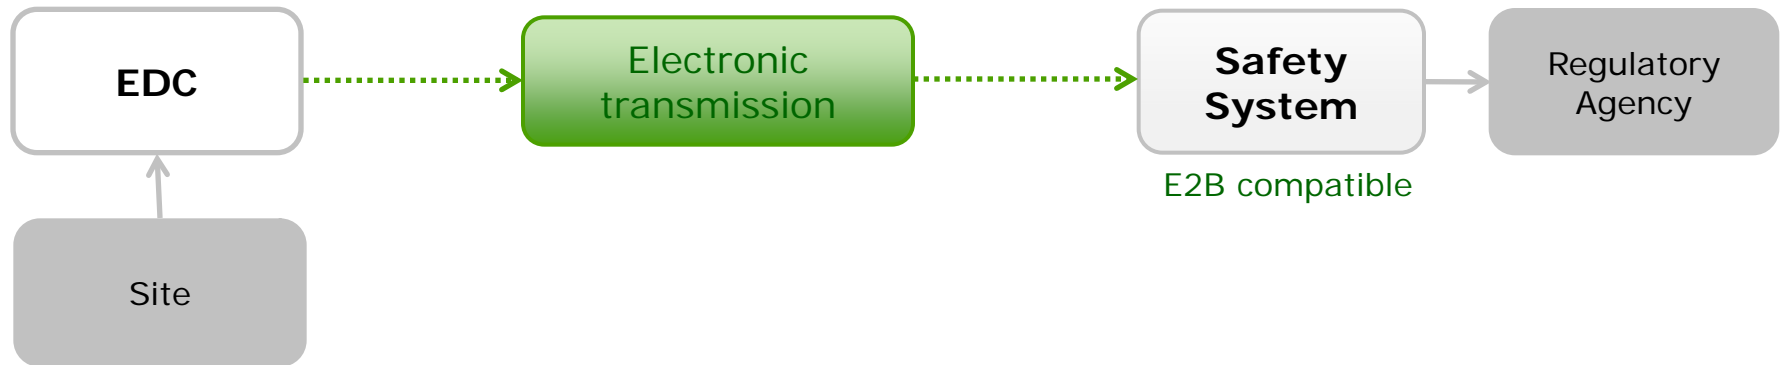 EDC
Electronic
transmission
Safety
System
Regulatory
Agency
E2B compatible
Site